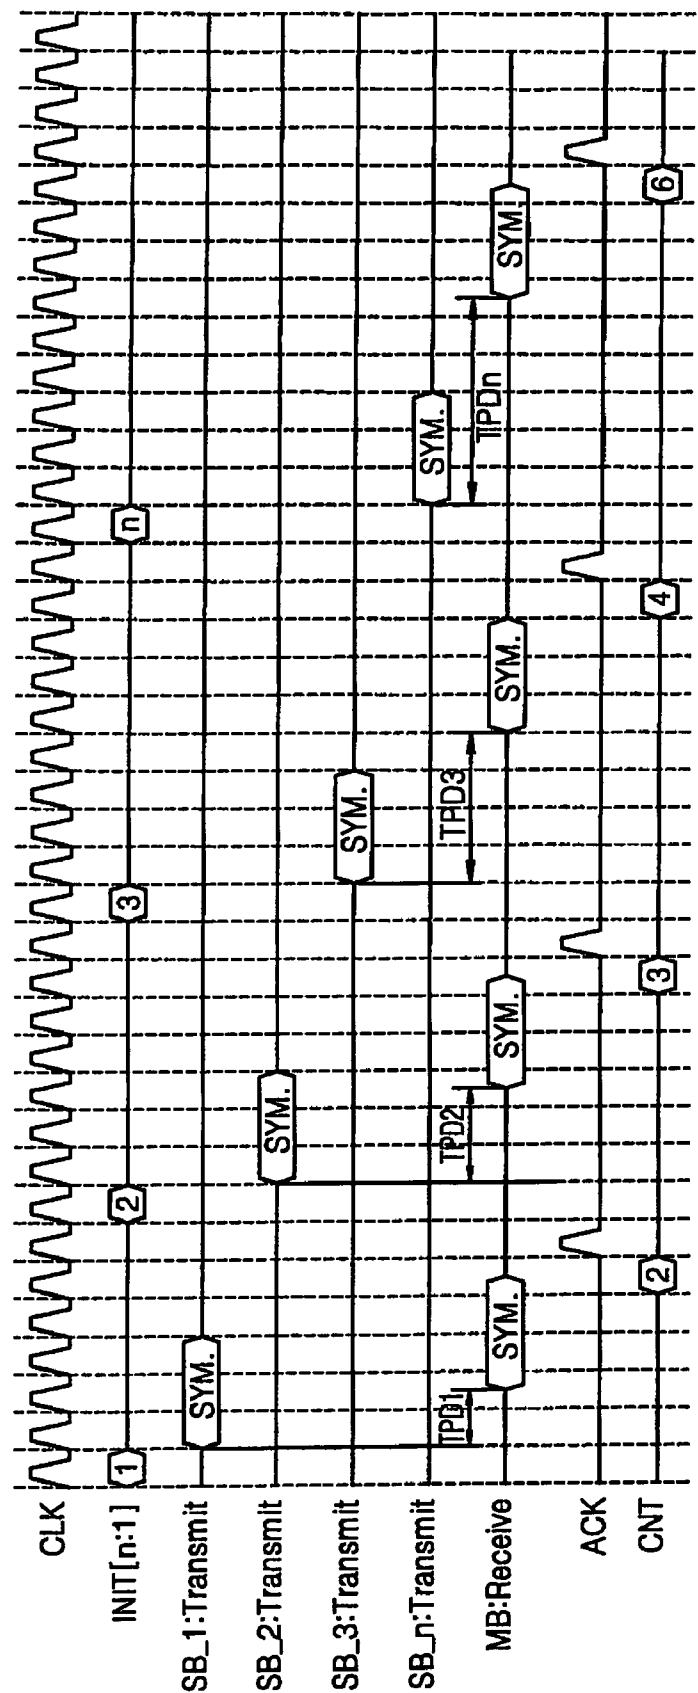 CLK
INIT[n:1] 1 2 3 n
SB_1:Transmit SYM.
SB_2:Transmit SYM.
SB_3:Transmit SYM.
SB_n:Transmit SYM.
TPD1 TPD2 TPD3 TPDn
MB:Receive SYM. SYM. SYM. SYM.
ACK
CNT 2 3 4 6